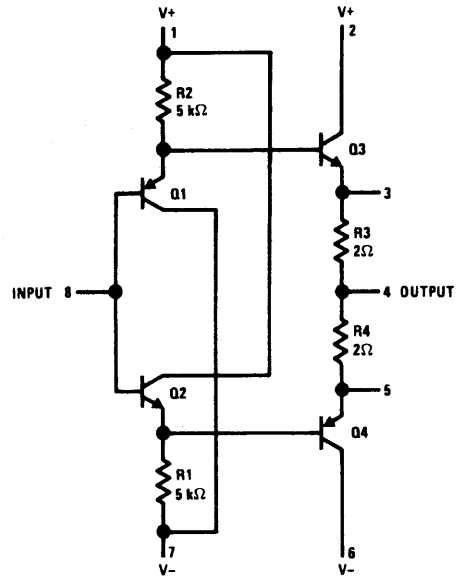 V+
1
V+
2
R2
5 kΩ
Q3
Q1
3
R3
2Ω
INPUT 8
4 OUTPUT
R4
2Ω
Q2
5
Q4
R1
5 kΩ
7
V-
6
V-